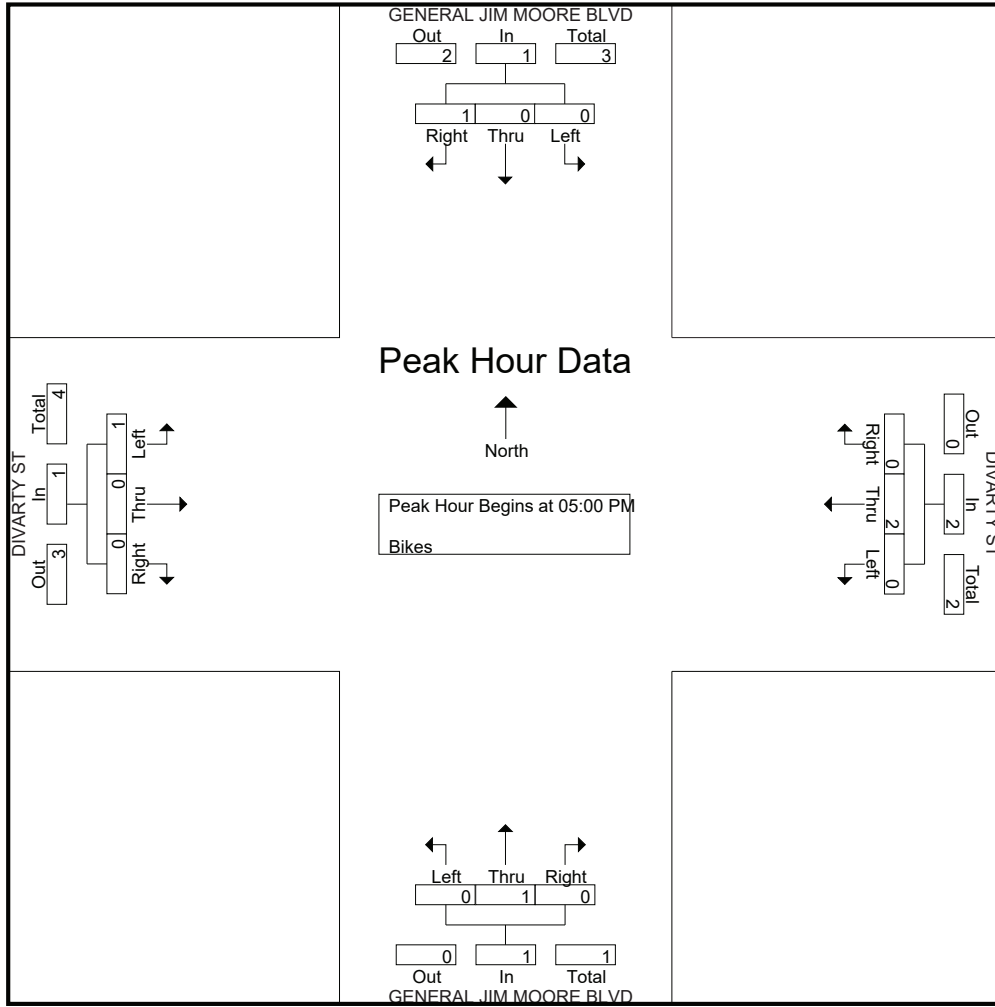 GENERAL JIM MOORE BLVD
Out In Total
2 1 3
1 0 0
Right Thru Left
Peak Hour Data
North
Peak Hour Begins at 05:00 PM
Bikes
DIVARTY ST
Out In Total
3 1 4
Left Thru Right
1 0 0
DIVARTY ST
Out In Total
0 2 2
Right Thru Left
0 2 0
Left Thru Right
0 1 0
0 1 1
Out In Total
GENERAL JIM MOORE BLVD